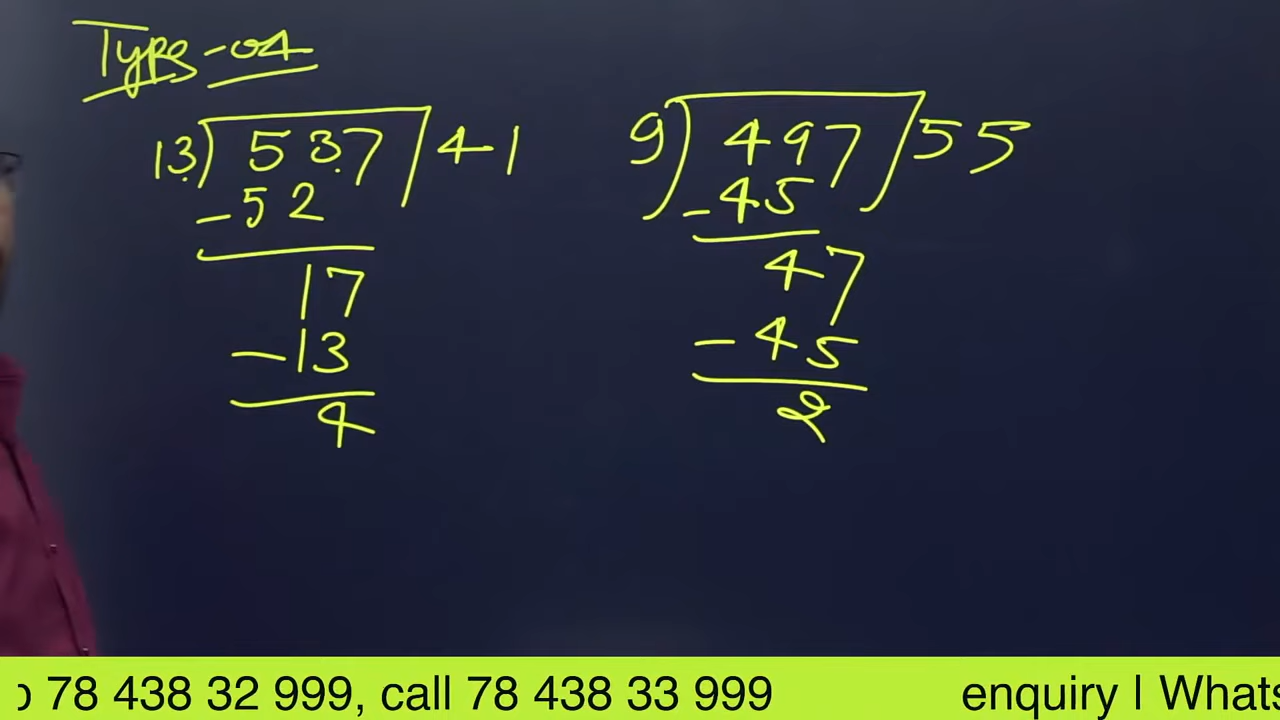 Type-04
13) 537 ) 41
-52
17
-13
4
9) 497 ) 55
-45
47
-45
2
78 438 32 999, call 78 438 33 999 enquiry I Whats